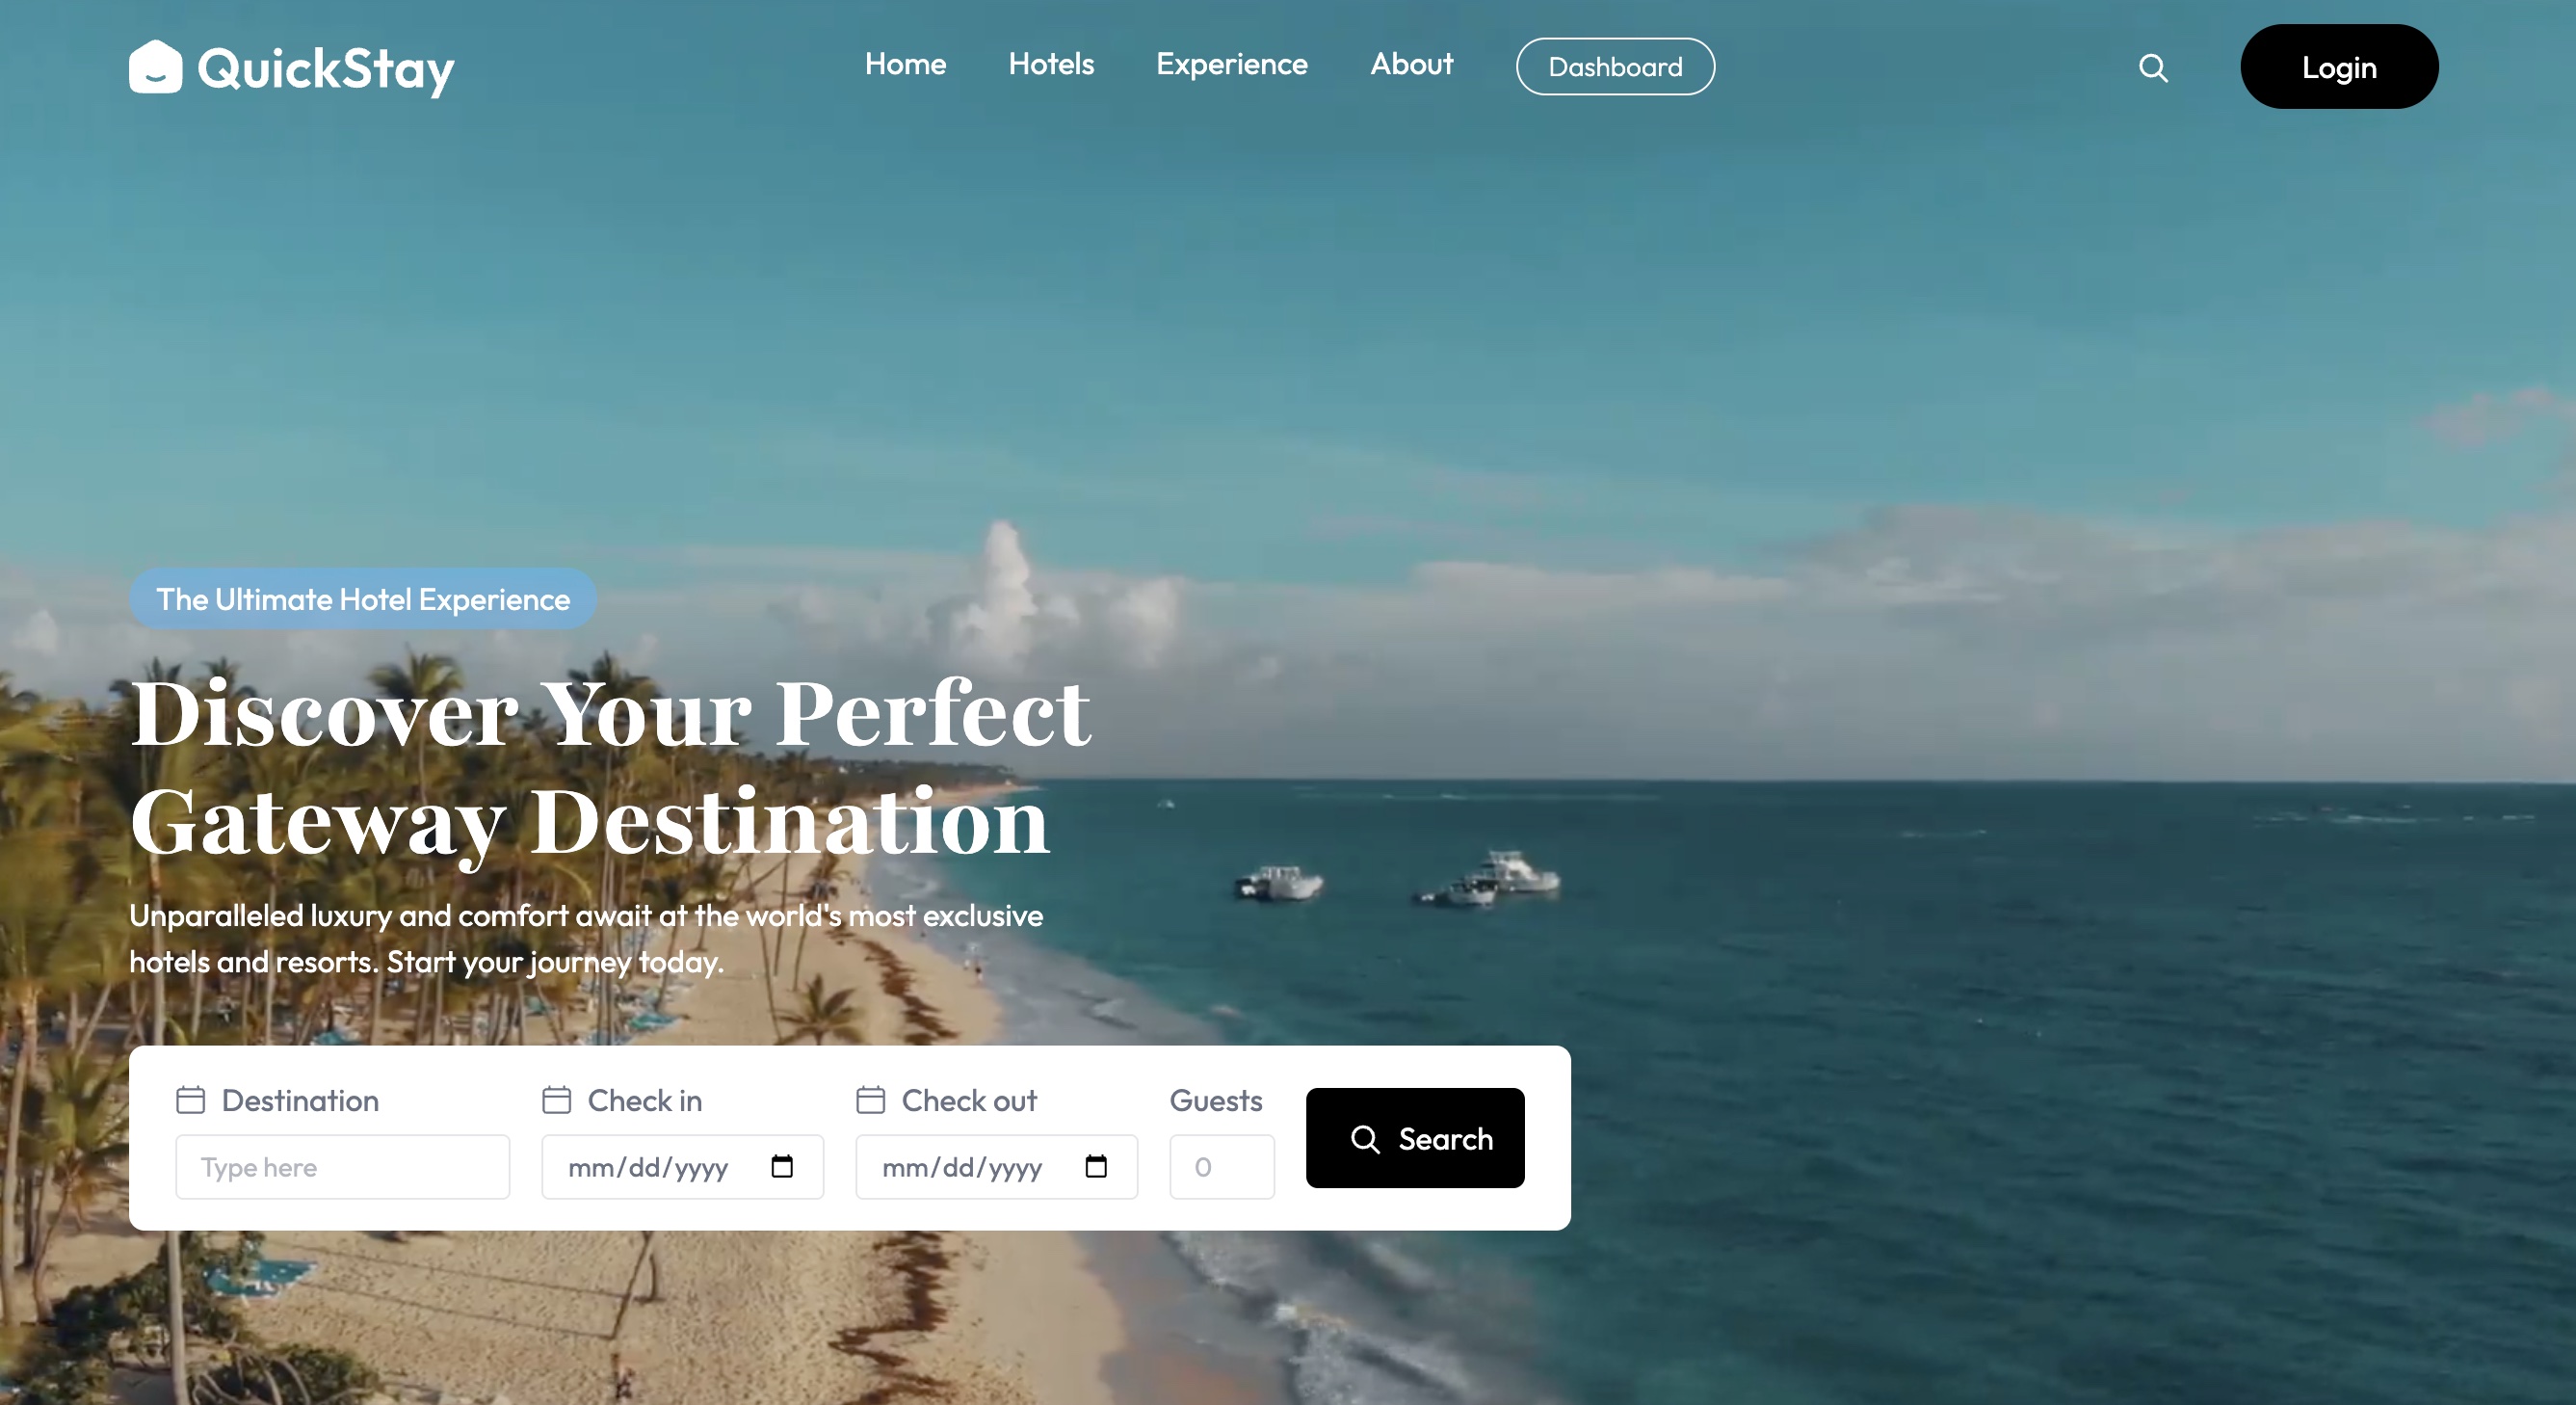 QuickStay
Home
Hotels
Experience
About
Dashboard
Login
The Ultimate Hotel Experience
Discover Your Perfect
Gateway Destination
Unparalleled luxury and comfort await at the world's most exclusive
hotels and resorts. Start your journey today.
Destination
Type here
Check in
mm/dd/yyyy
Check out
mm/dd/yyyy
Guests
0
Search